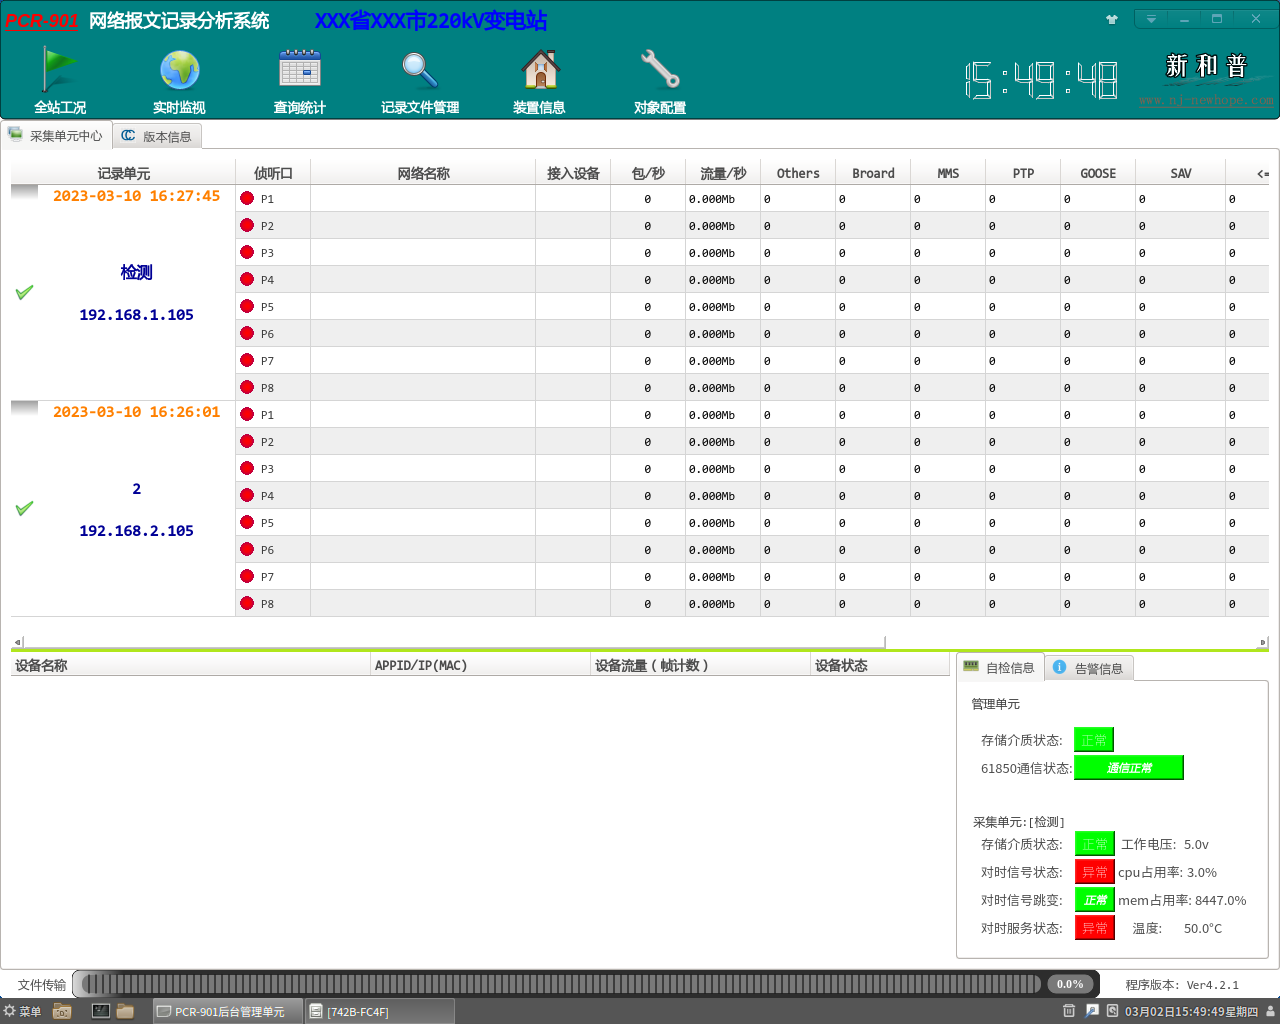 PCR-901 网络报文记录分析系统 XXX省XXX市220kV变电站
15:49:48 新和普
www.nj-newhope.com
全站工况 实时监视 查询统计 记录文件管理 装置信息 对象配置
采集单元中心 版本信息
记录单元 侦听口 网络名称 接入设备 包/秒 流量/秒 Others Broard MMS PTP GOOSE SAV <=
2023-03-10 16:27:45 P1 0 0.000Mb 0 0 0 0 0 0 0
P2 0 0.000Mb 0 0 0 0 0 0 0
P3 0 0.000Mb 0 0 0 0 0 0 0
检测 P4 0 0.000Mb 0 0 0 0 0 0 0
192.168.1.105 P5 0 0.000Mb 0 0 0 0 0 0 0
P6 0 0.000Mb 0 0 0 0 0 0 0
P7 0 0.000Mb 0 0 0 0 0 0 0
P8 0 0.000Mb 0 0 0 0 0 0 0
2023-03-10 16:26:01 P1 0 0.000Mb 0 0 0 0 0 0 0
P2 0 0.000Mb 0 0 0 0 0 0 0
P3 0 0.000Mb 0 0 0 0 0 0 0
2 P4 0 0.000Mb 0 0 0 0 0 0 0
192.168.2.105 P5 0 0.000Mb 0 0 0 0 0 0 0
P6 0 0.000Mb 0 0 0 0 0 0 0
P7 0 0.000Mb 0 0 0 0 0 0 0
P8 0 0.000Mb 0 0 0 0 0 0 0
设备名称 APPID/IP(MAC) 设备流量（帧计数） 设备状态
自检信息 告警信息
管理单元
存储介质状态: 正常
61850通信状态: 通信正常
采集单元:[检测]
存储介质状态: 正常 工作电压: 5.0v
对时信号状态: 异常 cpu占用率: 3.0%
对时信号跳变: 正常 mem占用率: 8447.0%
对时服务状态: 异常 温度: 50.0°C
文件传输 0.0% 程序版本: Ver4.2.1
菜单 PCR-901后台管理单元 [742B-FC4F] 03月02日15:49:49星期四